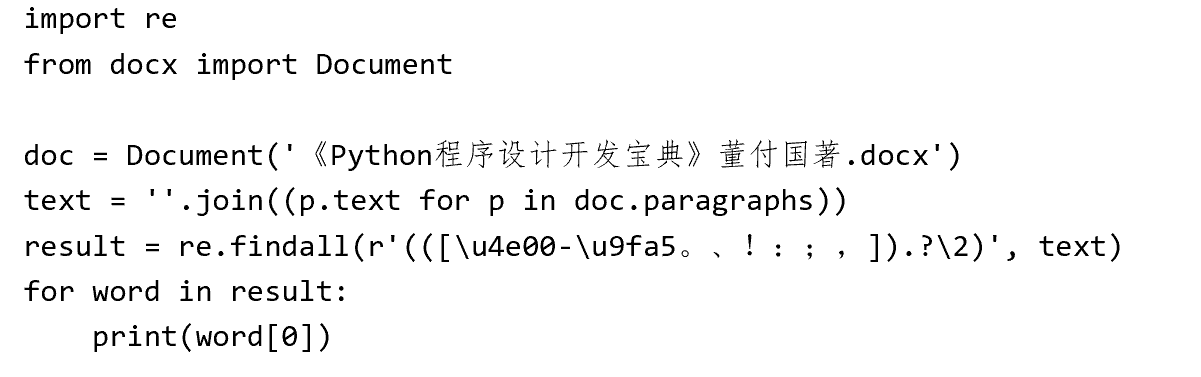 import re
from docx import Document
doc = Document('《Python程序设计开发宝典》董付国著.docx')
text = ''.join((p.text for p in doc.paragraphs))
result = re.findall(r'(([\u4e00-\u9fa5。、！：；，]).?\2)', text)
for word in result:
    print(word[0])